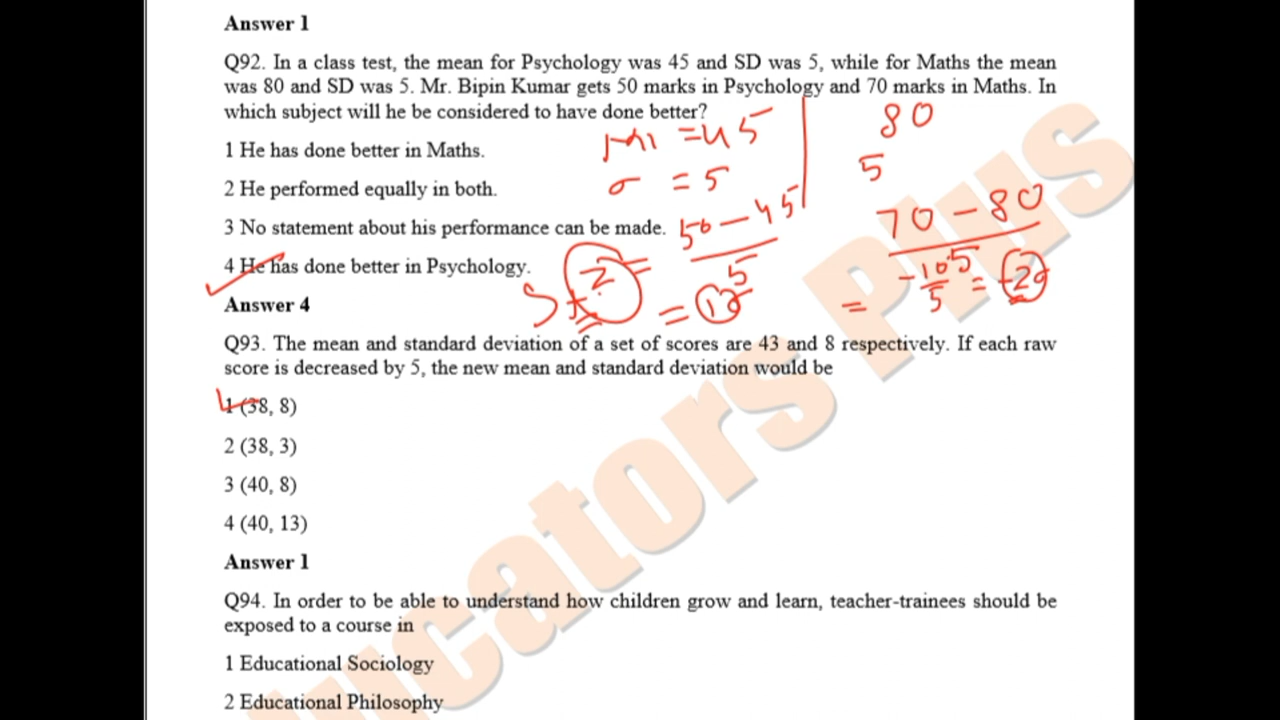 Answer 1
Q92. In a class test, the mean for Psychology was 45 and SD was 5, while for Maths the mean
was 80 and SD was 5. Mr. Bipin Kumar gets 50 marks in Psychology and 70 marks in Maths. In
which subject will he be considered to have done better?
80
= 45
1 He has done better in Maths.
5
σ = 5
2 He performed equally in both.
50 - 45
70 - 80
3 No statement about his performance can be made.
4 He has done better in Psychology.
5
5
-10
5
= -2
Answer 4
Q93. The mean and standard deviation of a set of scores are 43 and 8 respectively. If each raw
score is decreased by 5, the new mean and standard deviation would be
1 (38, 8)
2 (38, 3)
3 (40, 8)
4 (40, 13)
Answer 1
Q94. In order to be able to understand how children grow and learn, teacher-trainees should be
exposed to a course in
1 Educational Sociology
2 Educational Philosophy
ucators Plus